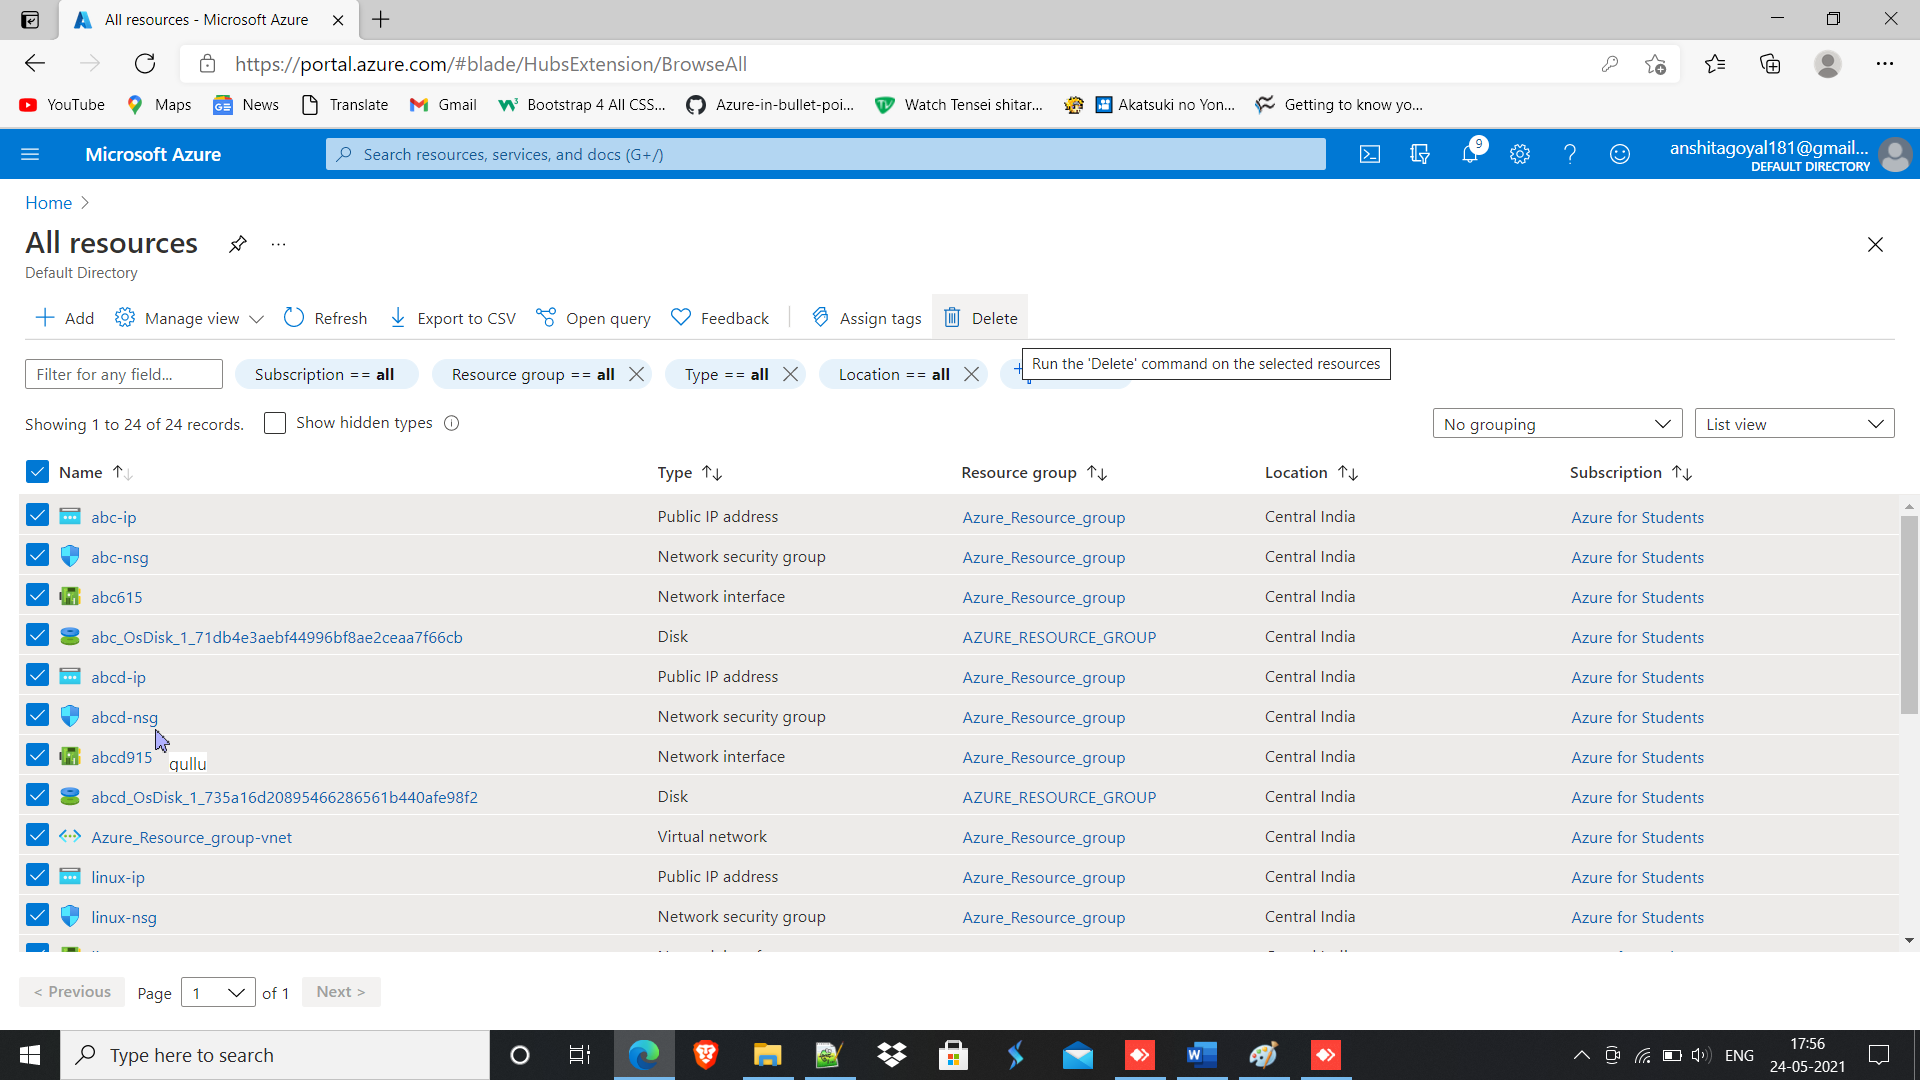 All resources - Microsoft Azure
https://portal.azure.com/#blade/HubsExtension/BrowseAll
YouTube Maps News Translate Gmail Bootstrap 4 All CSS... Azure-in-bullet-poi... Watch Tensei shitar... Akatsuki no Yon... Getting to know yo...
Microsoft Azure
Search resources, services, and docs (G+/)
9
anshitagoyal181@gmail....
DEFAULT DIRECTORY
Home >
All resources
Default Directory
Add Manage view Refresh Export to CSV Open query Feedback Assign tags Delete
Run the 'Delete' command on the selected resources
Filter for any field... Subscription == all Resource group == all Type == all Location == all
Showing 1 to 24 of 24 records. Show hidden types No grouping List view
Name Type Resource group Location Subscription
abc-ip Public IP address Azure_Resource_group Central India Azure for Students
abc-nsg Network security group Azure_Resource_group Central India Azure for Students
abc615 Network interface Azure_Resource_group Central India Azure for Students
abc_OsDisk_1_71db4e3aebf44996bf8ae2ceaa7f66cb Disk AZURE_RESOURCE_GROUP Central India Azure for Students
abcd-ip Public IP address Azure_Resource_group Central India Azure for Students
abcd-nsg Network security group Azure_Resource_group Central India Azure for Students
abcd915 Network interface Azure_Resource_group Central India Azure for Students
gullu
abcd_OsDisk_1_735a16d20895466286561b440afe98f2 Disk AZURE_RESOURCE_GROUP Central India Azure for Students
Azure_Resource_group-vnet Virtual network Azure_Resource_group Central India Azure for Students
linux-ip Public IP address Azure_Resource_group Central India Azure for Students
linux-nsg Network security group Azure_Resource_group Central India Azure for Students
< Previous Page 1 of 1 Next >
Type here to search
ENG
17:56
24-05-2021